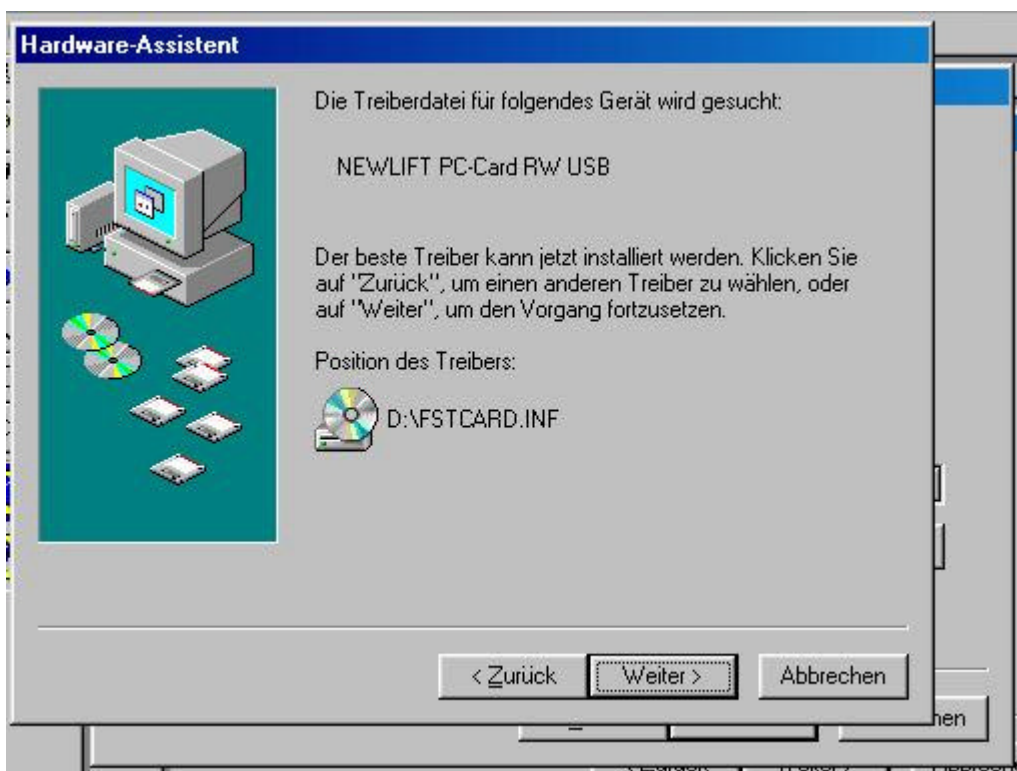 Hardware-Assistent
Die Treiberdatei für folgendes Gerät wird gesucht:
NEWLIFT PC-Card RW USB
Der beste Treiber kann jetzt installiert werden. Klicken Sie
auf "Zurück", um einen anderen Treiber zu wählen, oder
auf "Weiter", um den Vorgang fortzusetzen.
Position des Treibers:
D:\FSTCARD.INF
< Zurück Weiter > Abbrechen